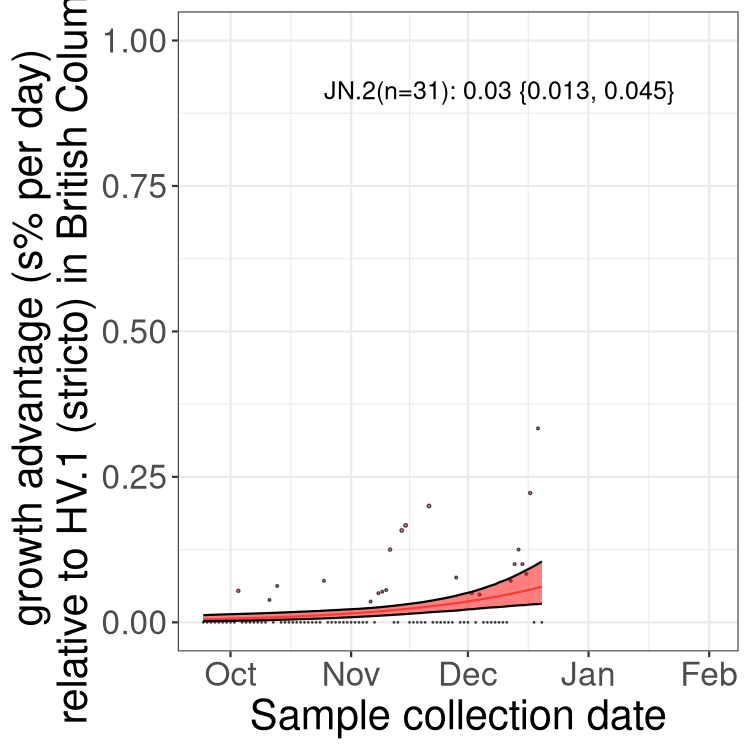 growth advantage (s% per day)
relative to HV.1 (stricto) in British Colum
1.00
0.75
0.50
0.25
0.00
JN.2(n=31): 0.03 {0.013, 0.045}
Oct Nov Dec Jan Feb
Sample collection date